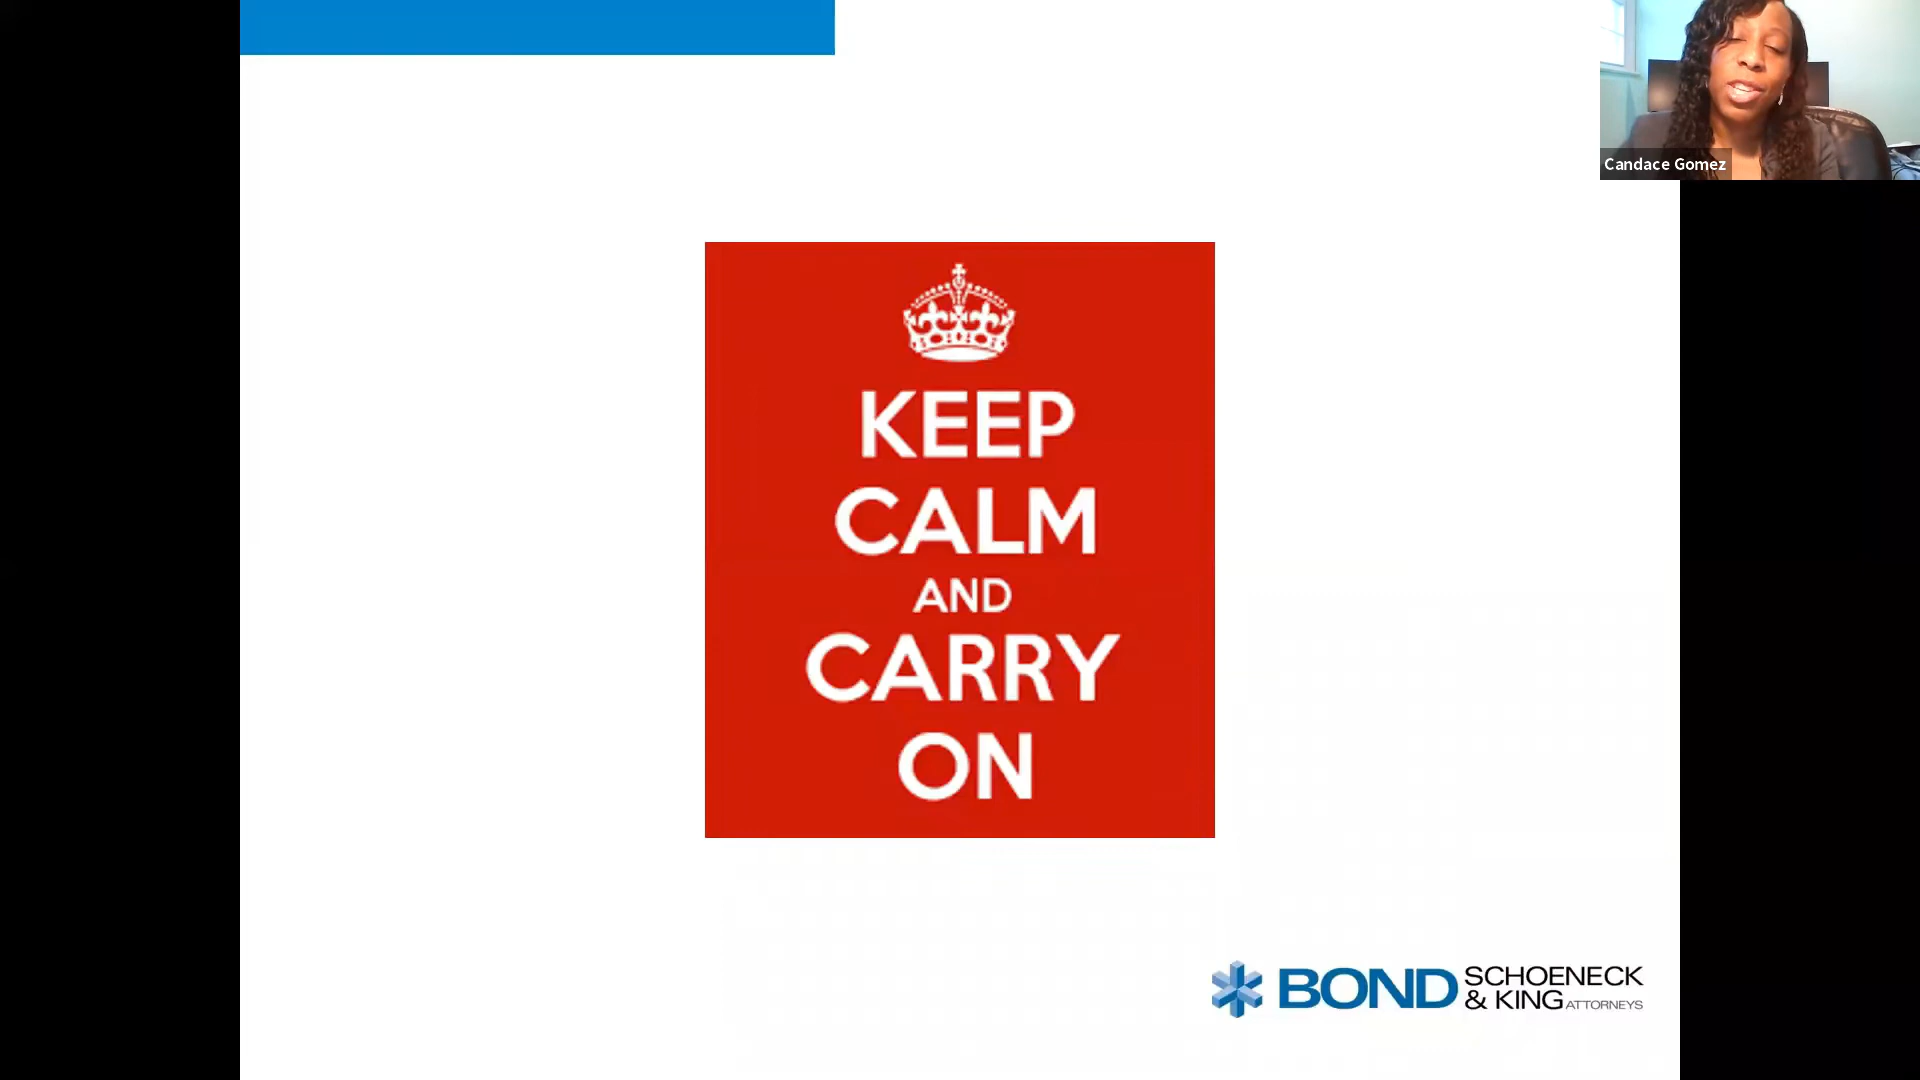 Candace Gomez
KEEP
CALM
AND
CARRY
ON
BOND SCHOENECK
& KING ATTORNEYS